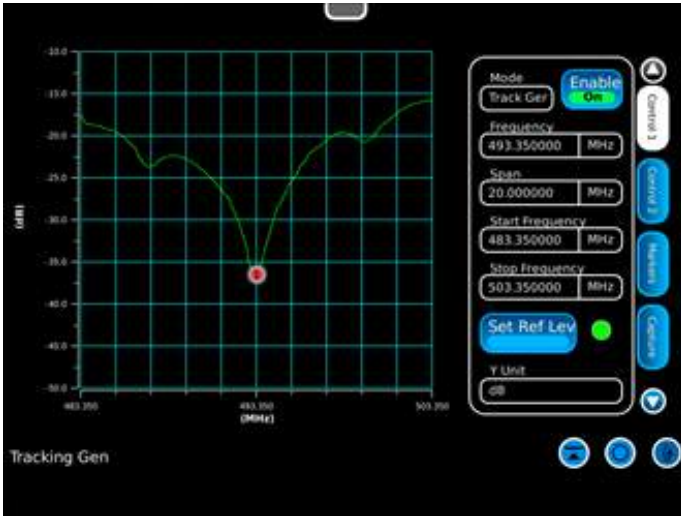 -10.0
-15.0
-20.0
-25.0
-30.0
-35.0
-40.0
-45.0
-50.0
(dB)
1
483.350
493.350
503.350
(MHz)
Mode
Track Ger
Enable
On
Frequency
493.350000 MHz
Span
20.000000 MHz
Start Frequency
483.350000 MHz
Stop Frequency
503.350000 MHz
Set Ref Lev
Y Unit
dB
Control 1
Control 2
Markers
Capture
Tracking Gen